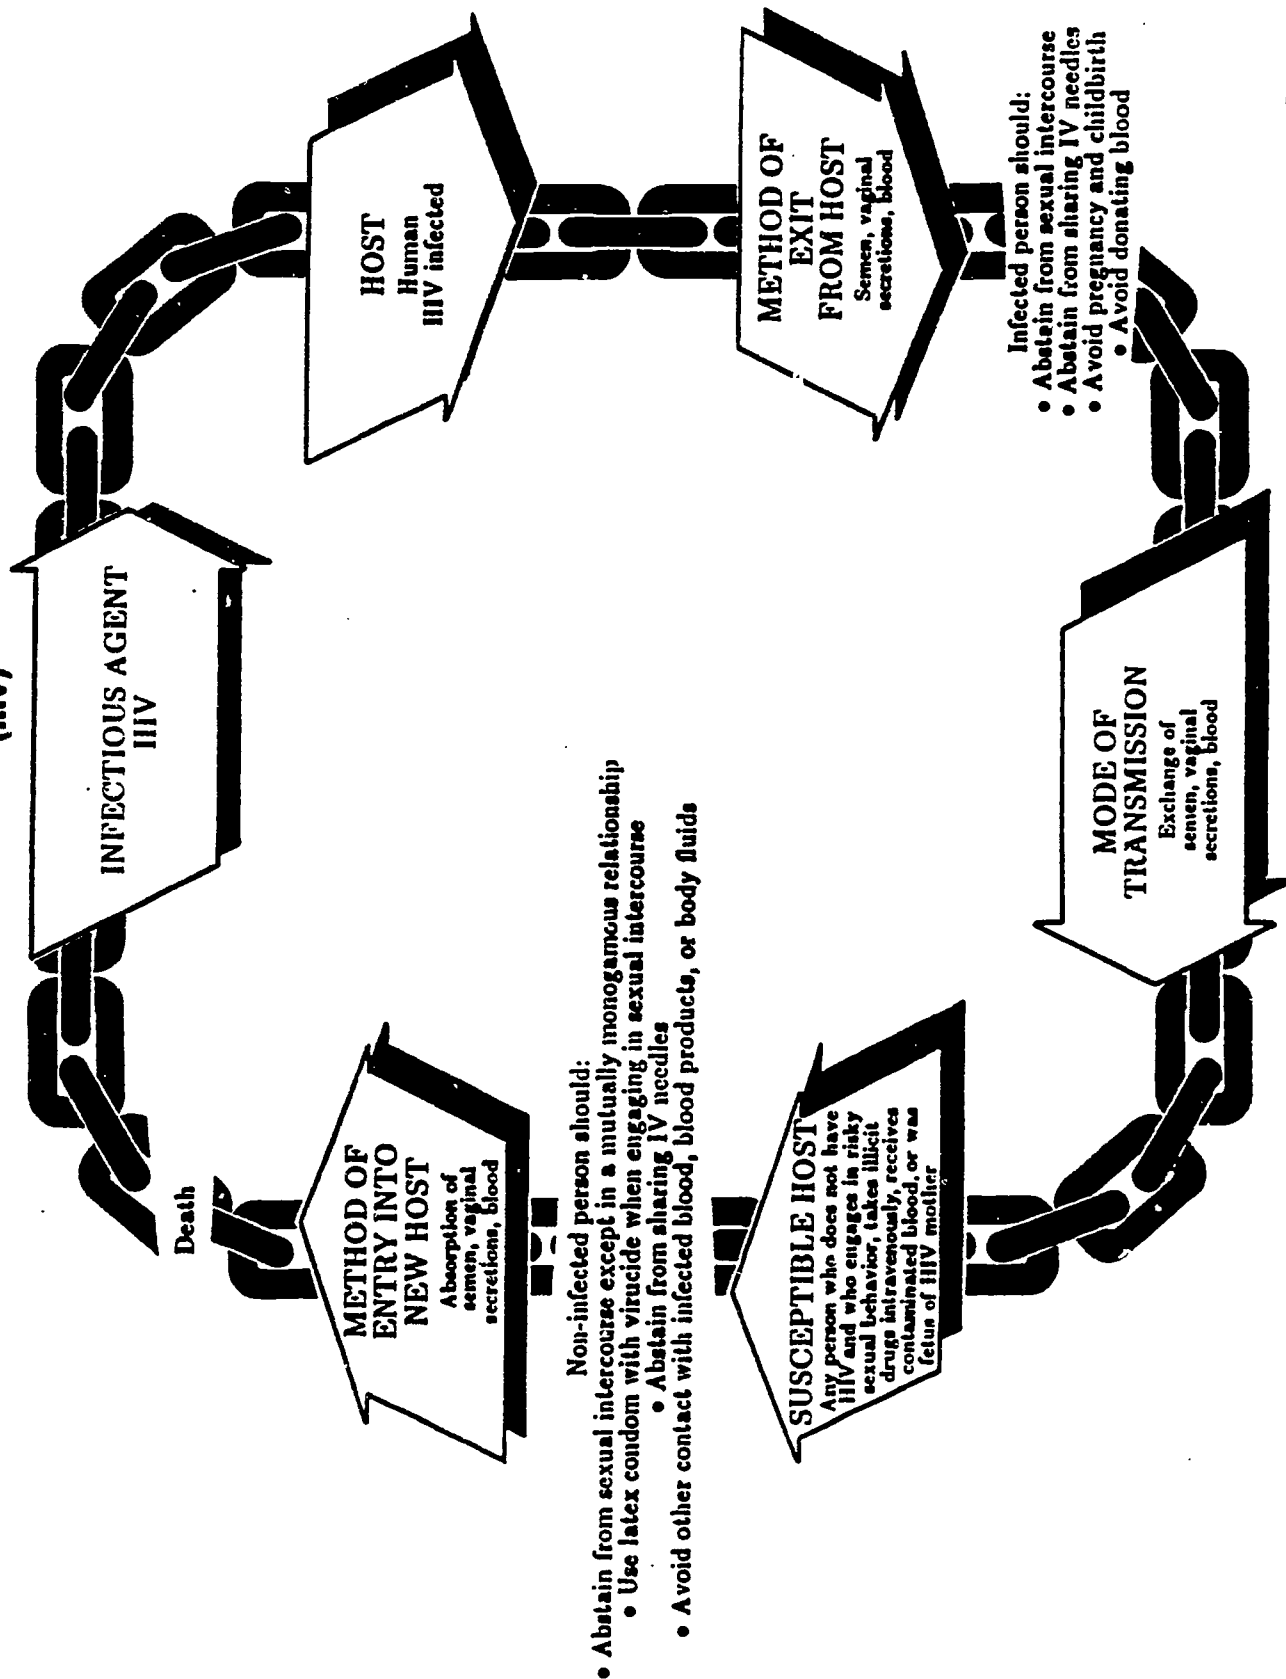 (HIV)
INFECTIOUS AGENT
HIV
HOST
Human
HIV infected
METHOD OF
EXIT
FROM HOST
Semen, vaginal
secretions, blood
Infected person should:
• Abstain from sexual intercourse
• Abstain from sharing IV needles
• Avoid pregnancy and childbirth
• Avoid donating blood
MODE OF
TRANSMISSION
Exchange of
semen, vaginal
secretions, blood
SUSCEPTIBLE HOST
Any person who does not have
HIV and who engages in risky
sexual behavior, takes illicit
drugs intravenously, receives
contaminated blood, or was
fetus of HIV mother
Non-infected person should:
• Abstain from sexual intercourse except in a mutually monogamous relationship
• Use latex condom with virucide when engaging in sexual intercourse
• Abstain from sharing IV needles
• Avoid other contact with infected blood, blood products, or body fluids
METHOD OF
ENTRY INTO
NEW HOST
Absorption of
semen, vaginal
secretions, blood
Death